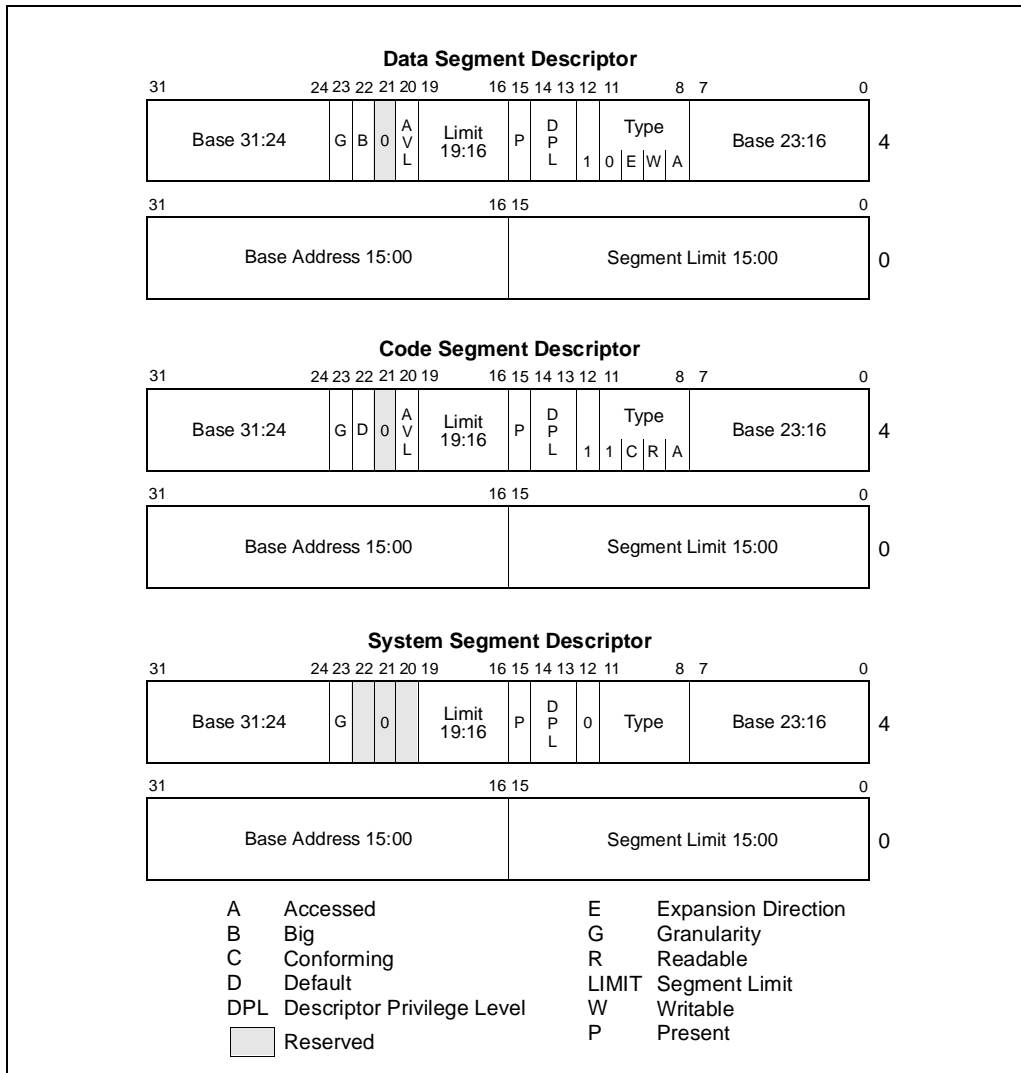 Data Segment Descriptor
31 24 23 22 21 20 19 16 15 14 13 12 11 8 7 0
Base 31:24 G B 0 A V L Limit 19:16 P D P L 1 Type 0 E W A Base 23:16 4
31 16 15 0
Base Address 15:00 Segment Limit 15:00 0
Code Segment Descriptor
31 24 23 22 21 20 19 16 15 14 13 12 11 8 7 0
Base 31:24 G D 0 A V L Limit 19:16 P D P L 1 Type 1 C R A Base 23:16 4
31 16 15 0
Base Address 15:00 Segment Limit 15:00 0
System Segment Descriptor
31 24 23 22 21 20 19 16 15 14 13 12 11 8 7 0
Base 31:24 G 0 Limit 19:16 P D P L 0 Type Base 23:16 4
31 16 15 0
Base Address 15:00 Segment Limit 15:00 0
A Accessed
B Big
C Conforming
D Default
DPL Descriptor Privilege Level
Reserved
E Expansion Direction
G Granularity
R Readable
LIMIT Segment Limit
W Writable
P Present